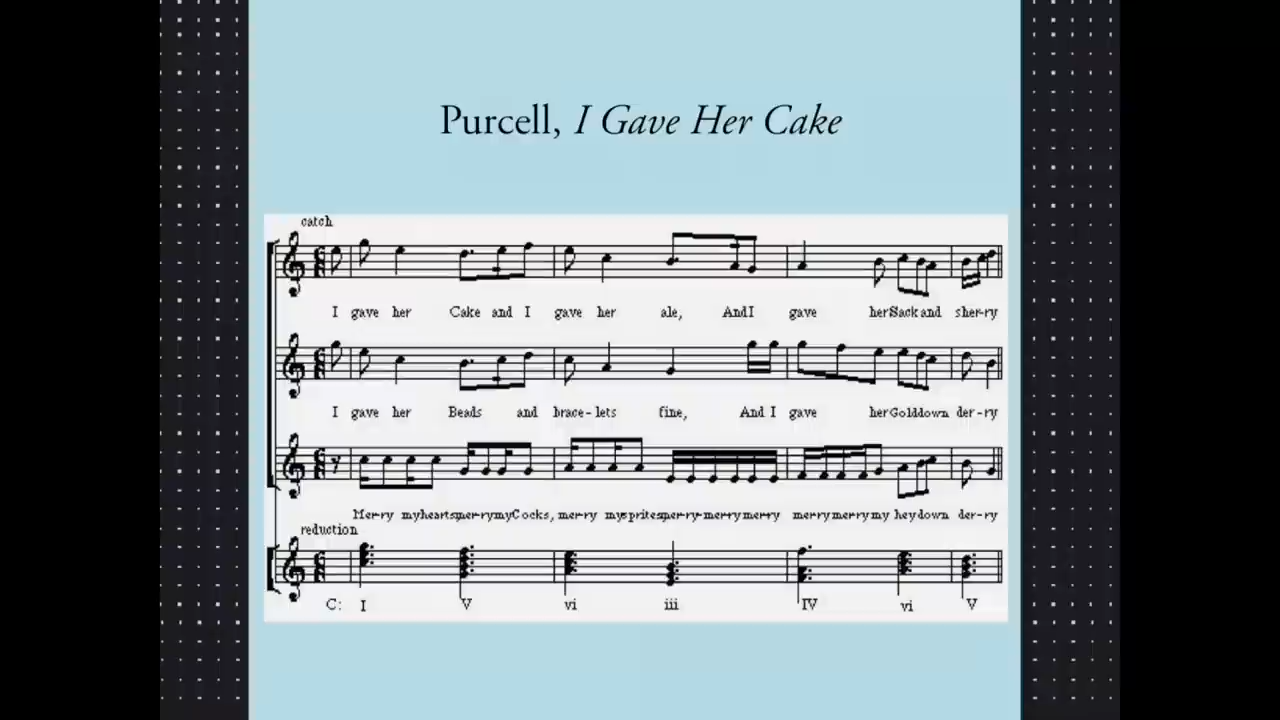 Purcell, I Gave Her Cake
catch
I gave her Cake and I gave her ale, And I gave her Sack and sher-ry
I gave her Beads and brace-lets fine, And I gave her Gold down der-ry
Mer-ry my hearts, mer-ry my Cocks, mer-ry my sprites mer-ry-mer-ry mer-ry mer-ry mer-ry my hey down der-ry
reduction
C: I V vi iii IV vi V